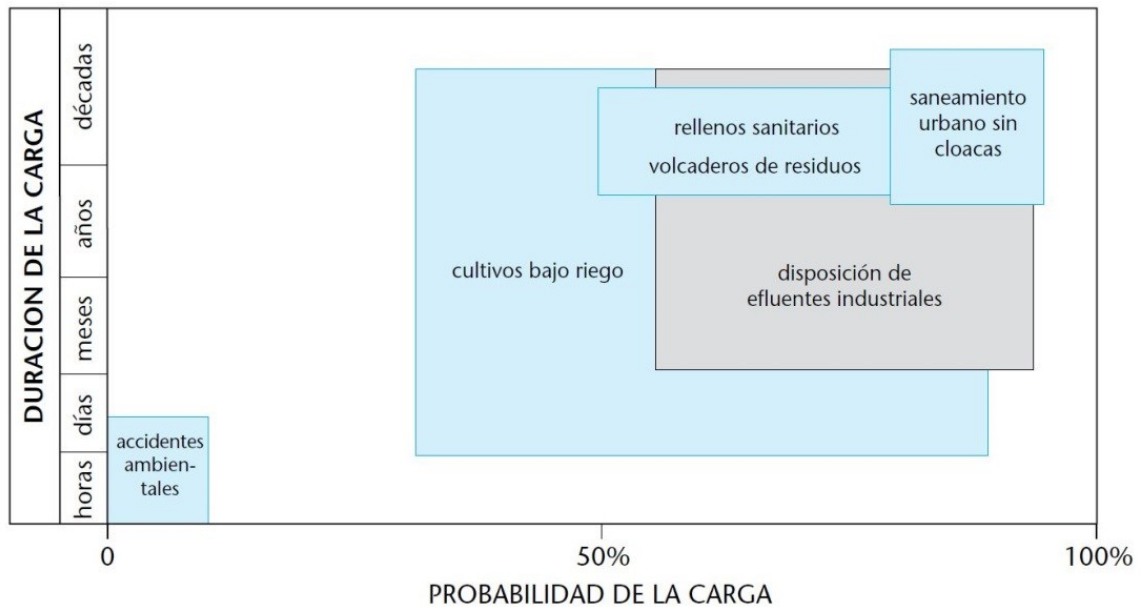 DURACION DE LA CARGA
décadas
años
meses
días
horas
rellenos sanitarios
volcaderos de residuos
saneamiento
urbano sin
cloacas
cultivos bajo riego
disposición de
efluentes industriales
accidentes
ambien-
tales
0
50%
100%
PROBABILIDAD DE LA CARGA